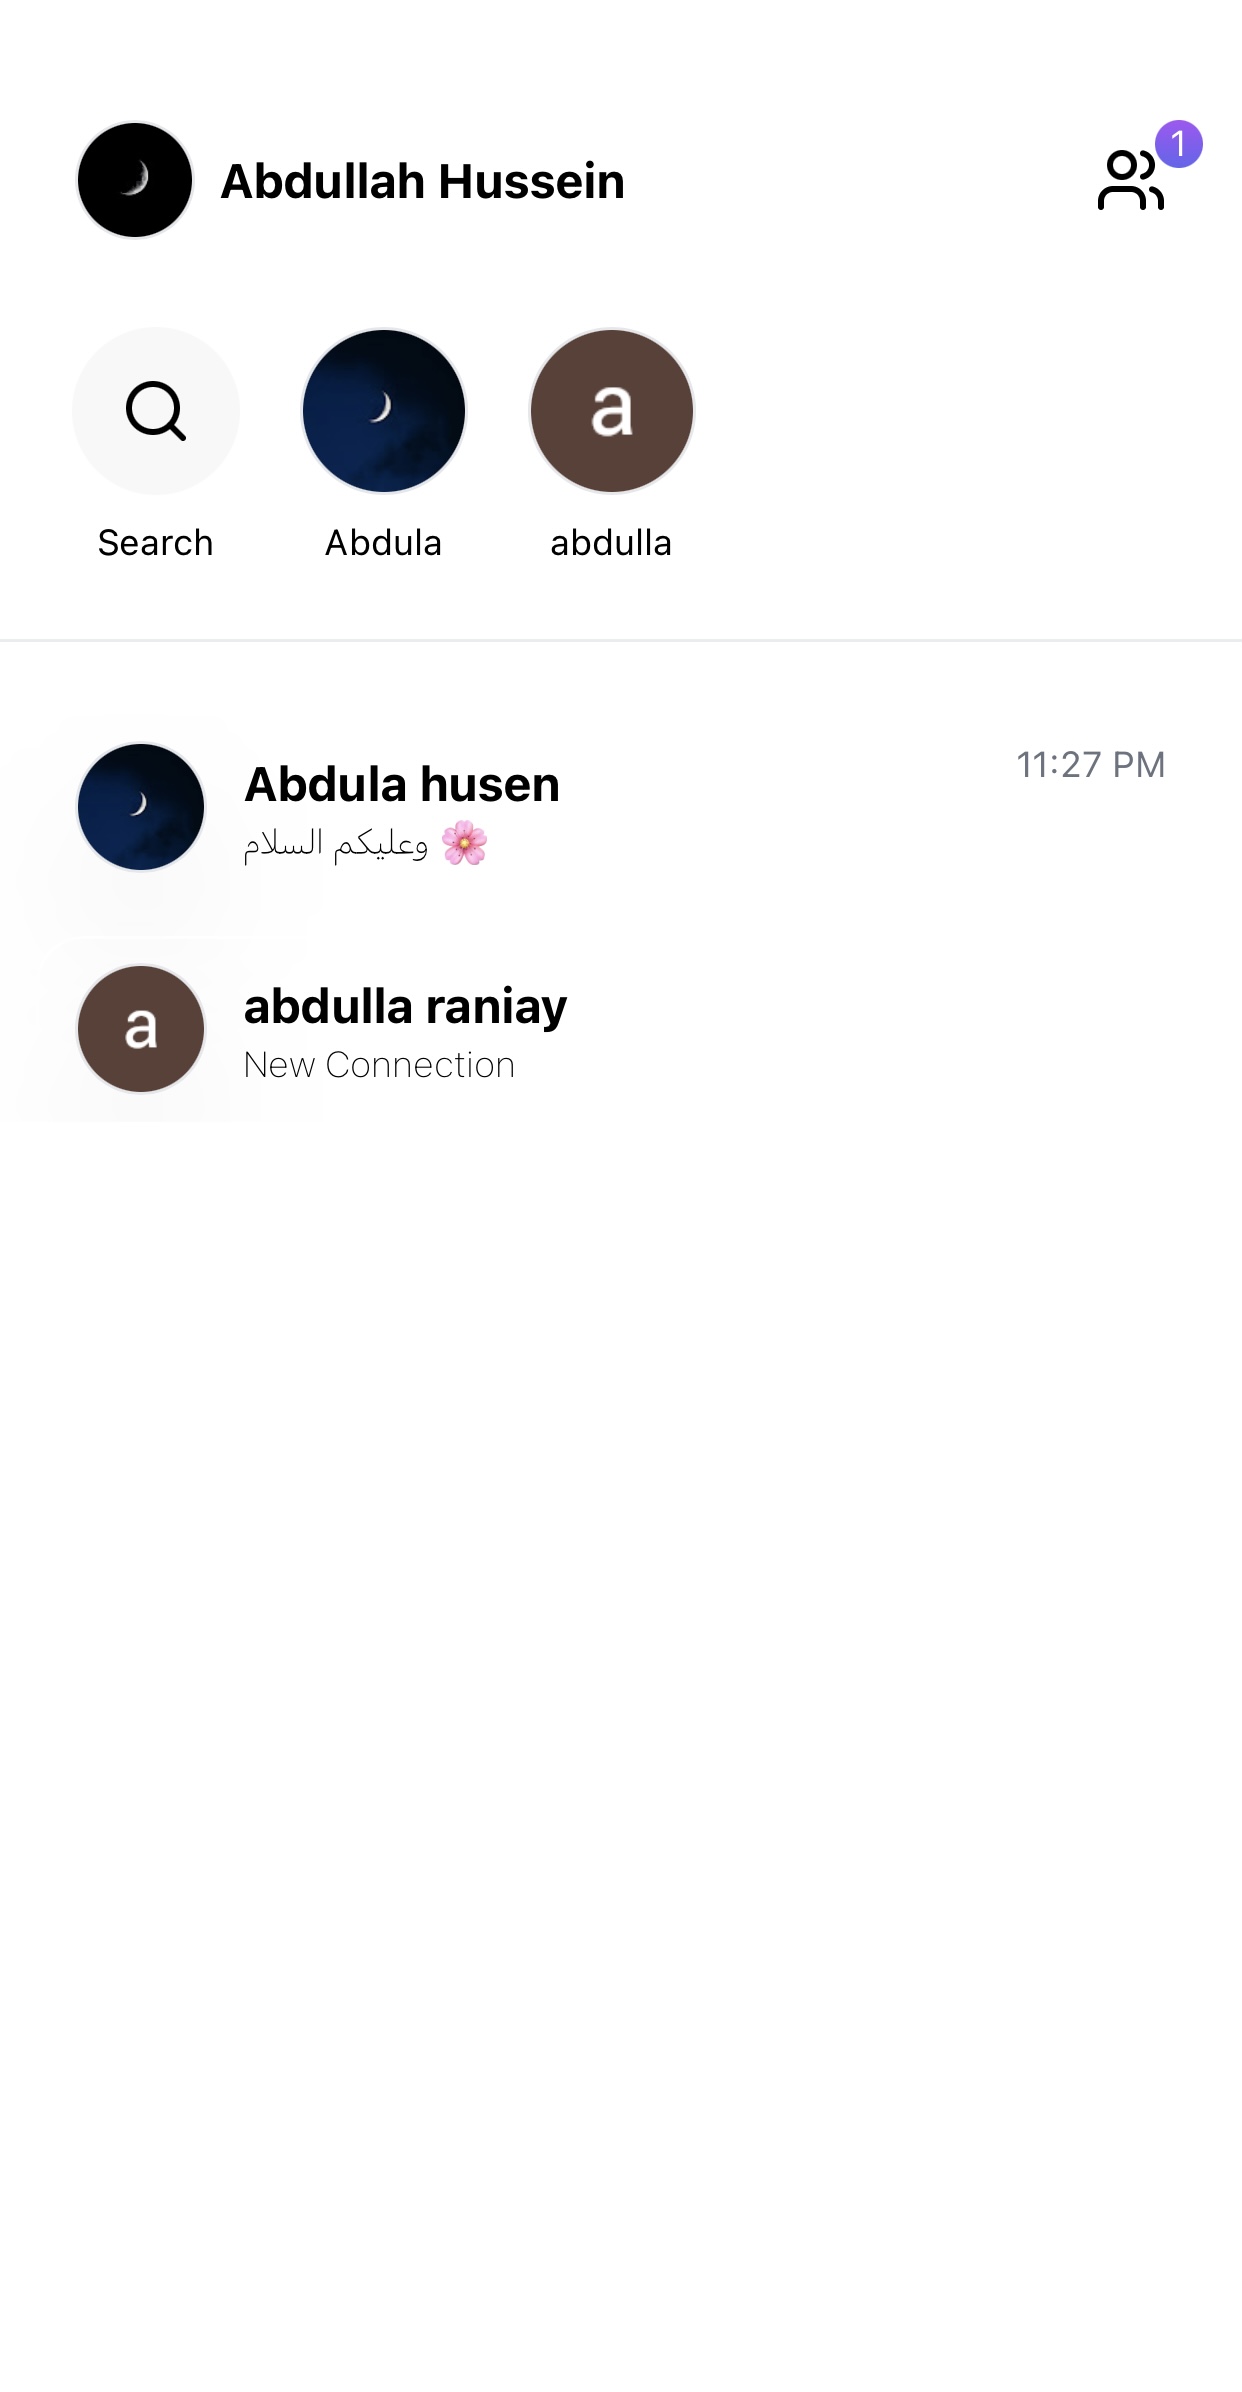 Abdullah Hussein
1
a
Search
Abdula
abdulla
Abdula husen
11:27 PM
وعليكم السلام 🌸
a
abdulla raniay
New Connection